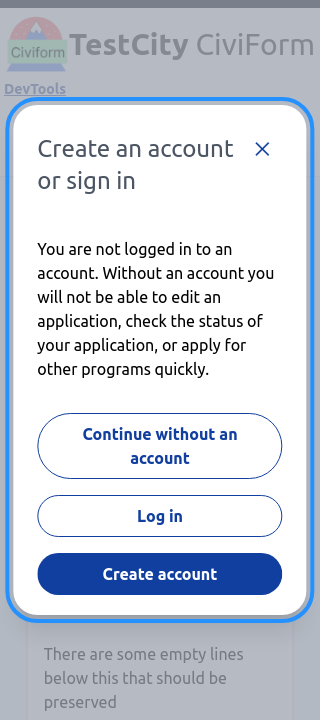 Civiform
TestCity CiviForm
DevTools
Create an account
or sign in
You are not logged in to an
account. Without an account you
will not be able to edit an
application, check the status of
your application, or apply for
other programs quickly.
Continue without an
account
Log in
Create account
There are some empty lines
below this that should be
preserved